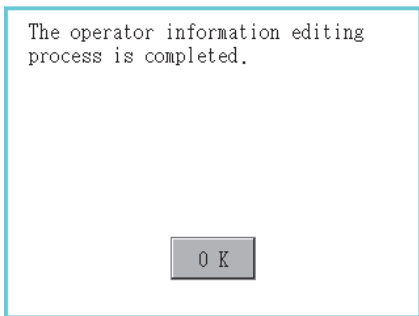 The operator information editing
process is completed.
O K